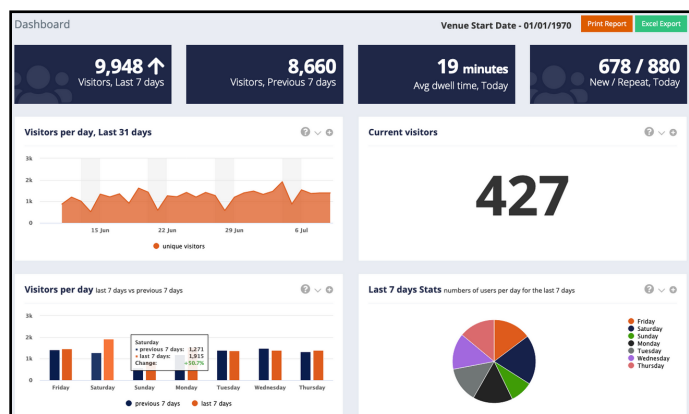 Dashboard
Venue Start Date - 01/01/1970
Print Report
Excel Export
9,948 ↑
Visitors, Last 7 days
8,660
Visitors, Previous 7 days
19 minutes
Avg dwell time, Today
678 / 880
New / Repeat, Today
Visitors per day, Last 31 days
3k
2k
1k
0
15 Jun
22 Jun
29 Jun
6 Jul
unique visitors
Current visitors
427
Visitors per day last 7 days vs previous 7 days
3k
2k
1k
0
Saturday
previous 7 days: 1,271
last 7 days: 1,915
Change: +50.7%
Friday
Saturday
Sunday
Monday
Tuesday
Wednesday
Thursday
previous 7 days
last 7 days
Last 7 days Stats numbers of users per day for the last 7 days
Friday
Saturday
Sunday
Monday
Tuesday
Wednesday
Thursday